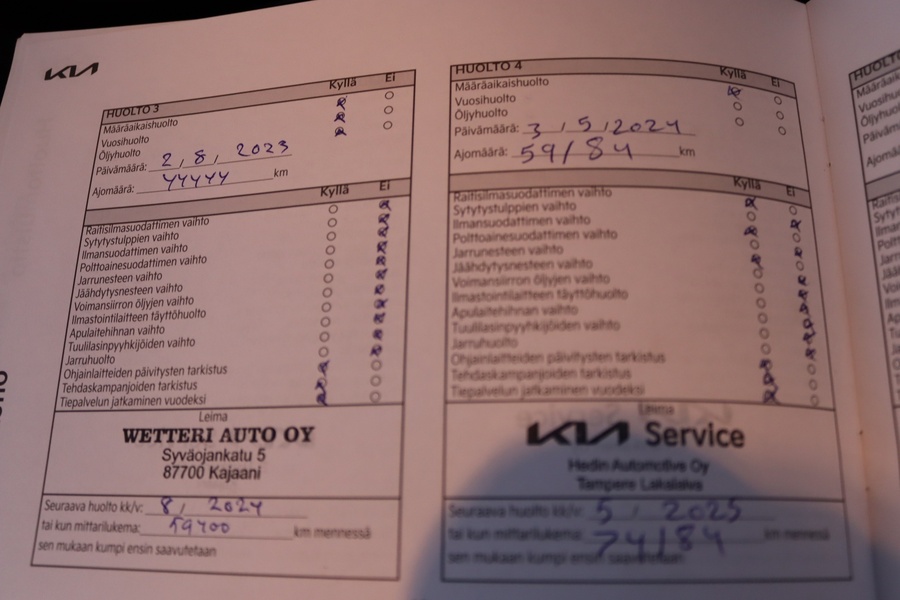 KIA
HUOLTO 3
Kyllä Ei
Määräaikaishuolto
Vuosihuolto
Öljyhuolto
Päivämäärä: 2, 8, 2023
Ajomäärä: 44444 km
Kyllä Ei
Raitisilmasuodattimen vaihto
Sytytystulppien vaihto
Ilmansuodattimen vaihto
Polttoainesuodattimen vaihto
Jarrunesteen vaihto
Jäähdytysnesteen vaihto
Voimansiirron öljyjen vaihto
Ilmastointilaitteen täyttöhuolto
Apulaitehihnan vaihto
Tuulilasinpyyhkijöiden vaihto
Jarruhuolto
Ohjainlaitteiden päivitysten tarkistus
Tehdaskampanjoiden tarkistus
Tiepalvelun jatkaminen vuodeksi
Leima
WETTERI AUTO OY
Syväojankatu 5
87700 Kajaani
Seuraava huolto kk/v: 8, 2024
tai kun mittarilukema: 59400 km mennessä
sen mukaan kumpi ensin saavutetaan
HUOLTO 4
Kyllä Ei
Määräaikaishuolto
Vuosihuolto
Öljyhuolto
Päivämäärä: 3, 5, 2024
Ajomäärä: 59184 km
Kyllä Ei
Raitisilmasuodattimen vaihto
Sytytystulppien vaihto
Ilmansuodattimen vaihto
Polttoainesuodattimen vaihto
Jarrunesteen vaihto
Jäähdytysnesteen vaihto
Voimansiirron öljyjen vaihto
Ilmastointilaitteen täyttöhuolto
Apulaitehihnan vaihto
Tuulilasinpyyhkijöiden vaihto
Jarruhuolto
Ohjainlaitteiden päivitysten tarkistus
Tehdaskampanjoiden tarkistus
Tiepalvelun jatkaminen vuodeksi
Leima
KIA Service
Hedin Automotive Oy
Tampere Lakalaiva
Seuraava huolto kk/v: 5, 2025
tai kun mittarilukema: 74184 km mennessä
sen mukaan kumpi ensin saavutetaan